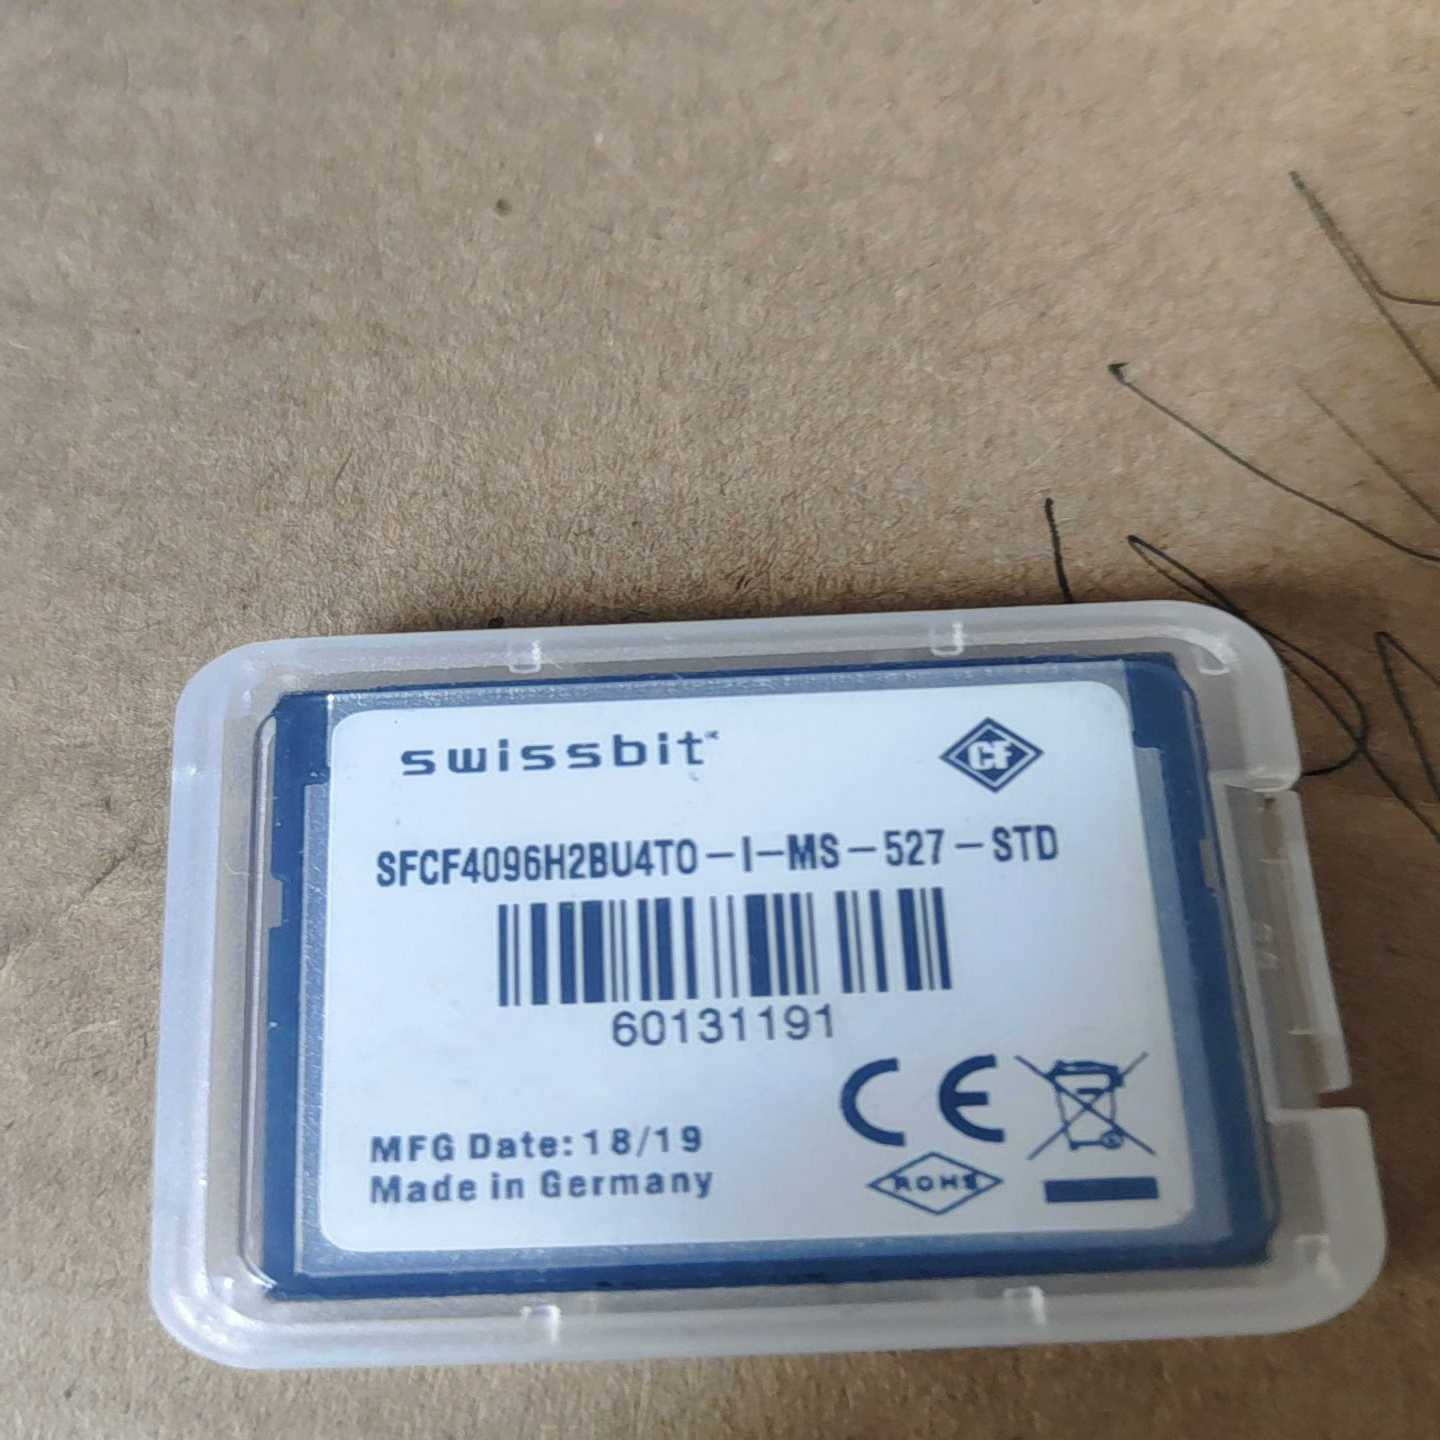 swissbit
CF
SFCF4096H2BU4TO-I-MS-527-STD
60131191
CE
MFG Date: 18/19
Made in Germany
ROHS